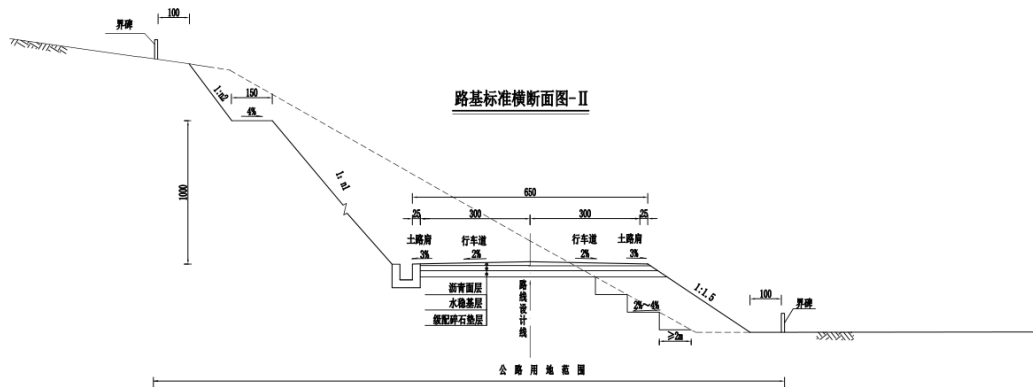 100
界碑
路基标准横断面图-Ⅱ
1:n2
150
4%
1000
1: n1
650
25
300
300
25
土路肩
行车道
行车道
土路肩
3%
2%
2%
3%
沥青面层
水稳基层
级配碎石垫层
路线设计线
2%～4%
≥2m
1:1.5
100
界碑
公路用地范围